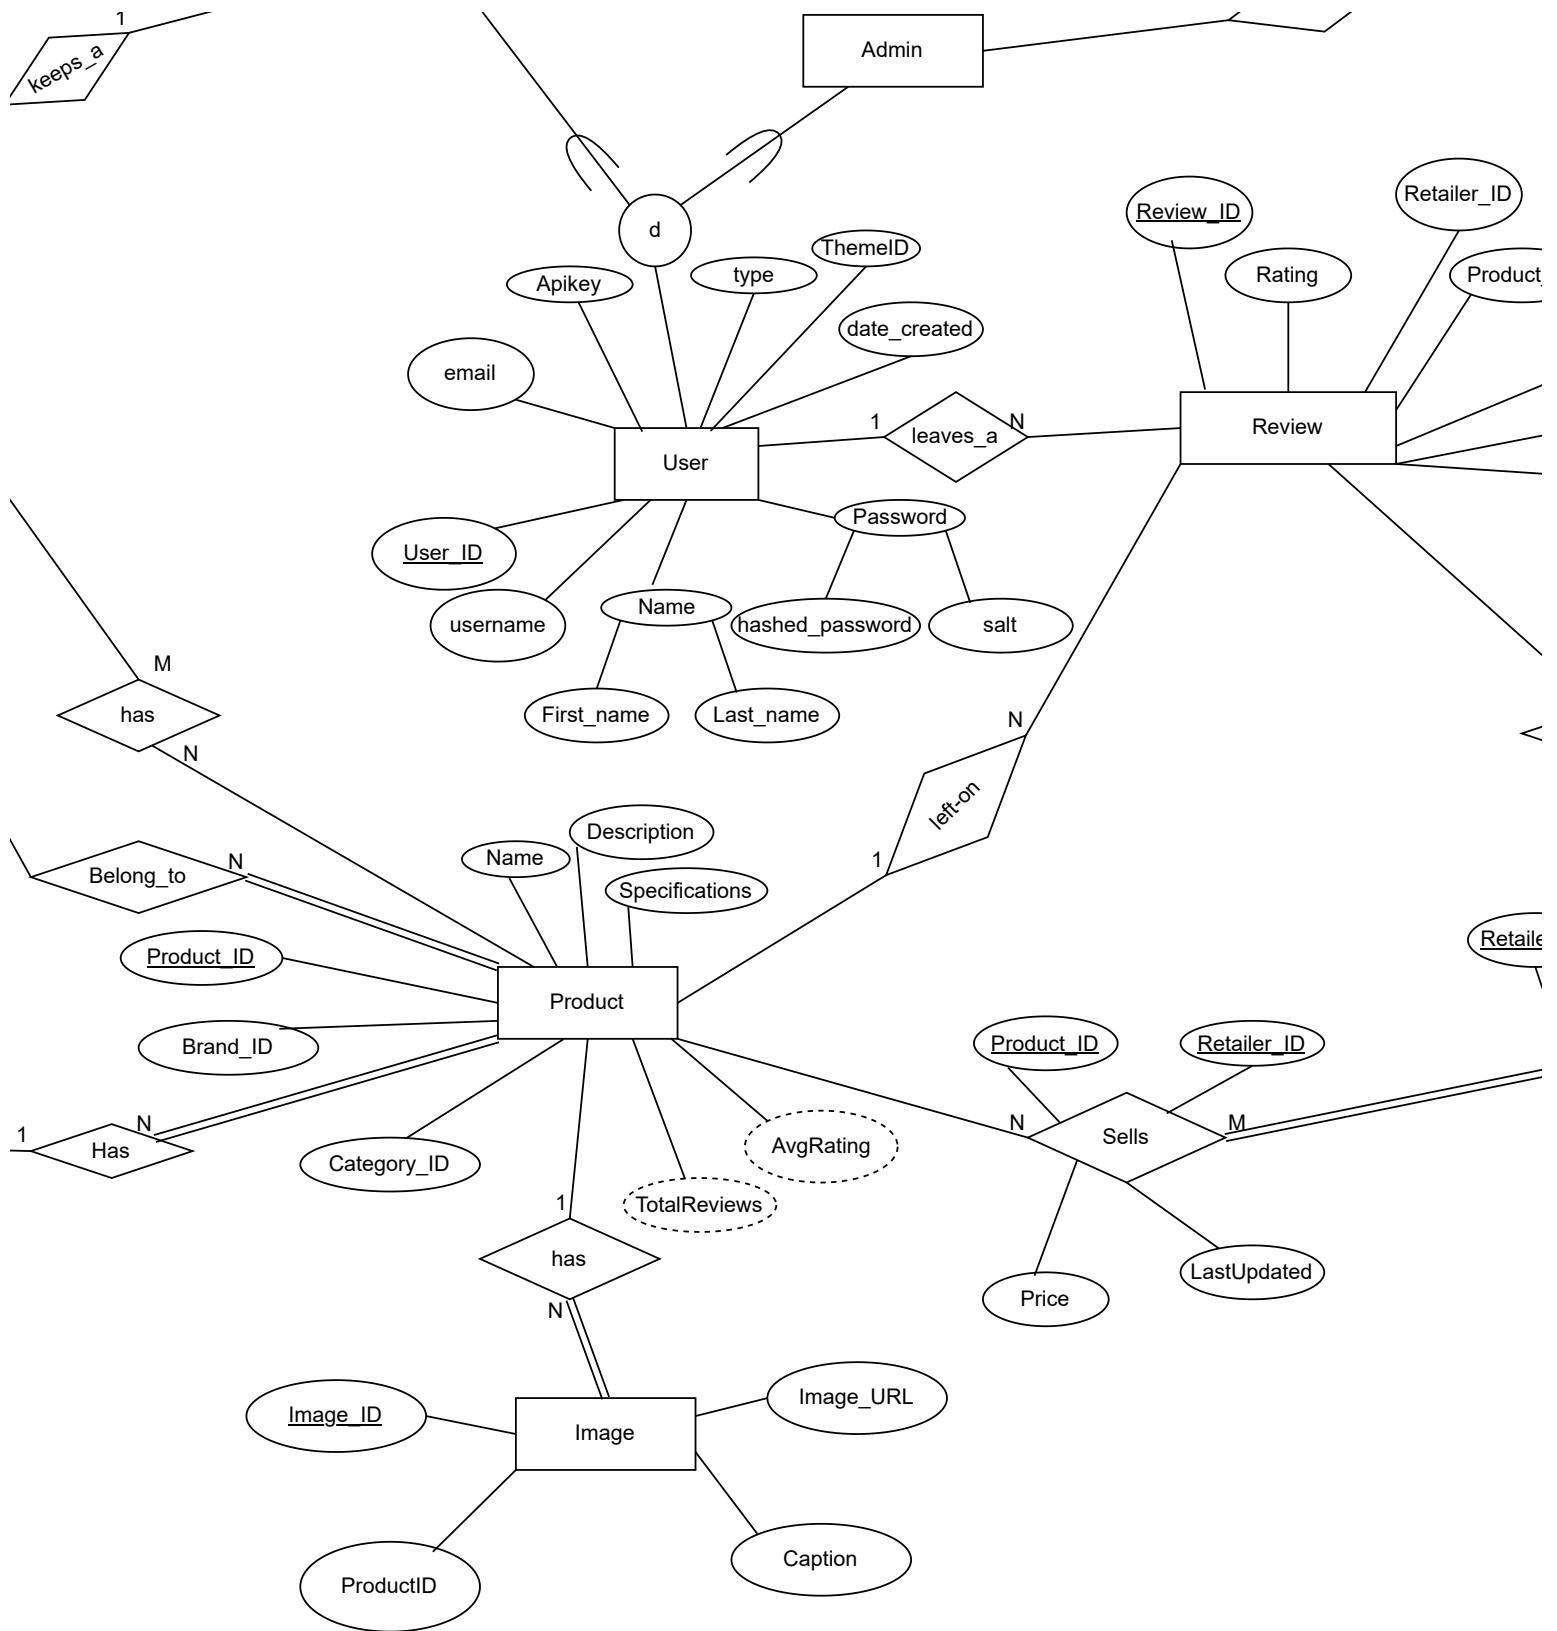 1
keeps_a
Admin
d
Review_ID
Retailer_ID
Rating
Product_
ThemeID
type
Apikey
date_created
email
User
1
leaves_a
N
Review
User_ID
username
Password
Name
hashed_password
salt
First_name
Last_name
M
has
N
N
left-on
1
Belong_to
N
Name
Description
Specifications
Product_ID
Product
Brand_ID
1
Has
N
Category_ID
AvgRating
TotalReviews
Product_ID
Retailer_ID
Retaile
N
Sells
M
Price
LastUpdated
1
has
N
Image_ID
Image
Image_URL
ProductID
Caption